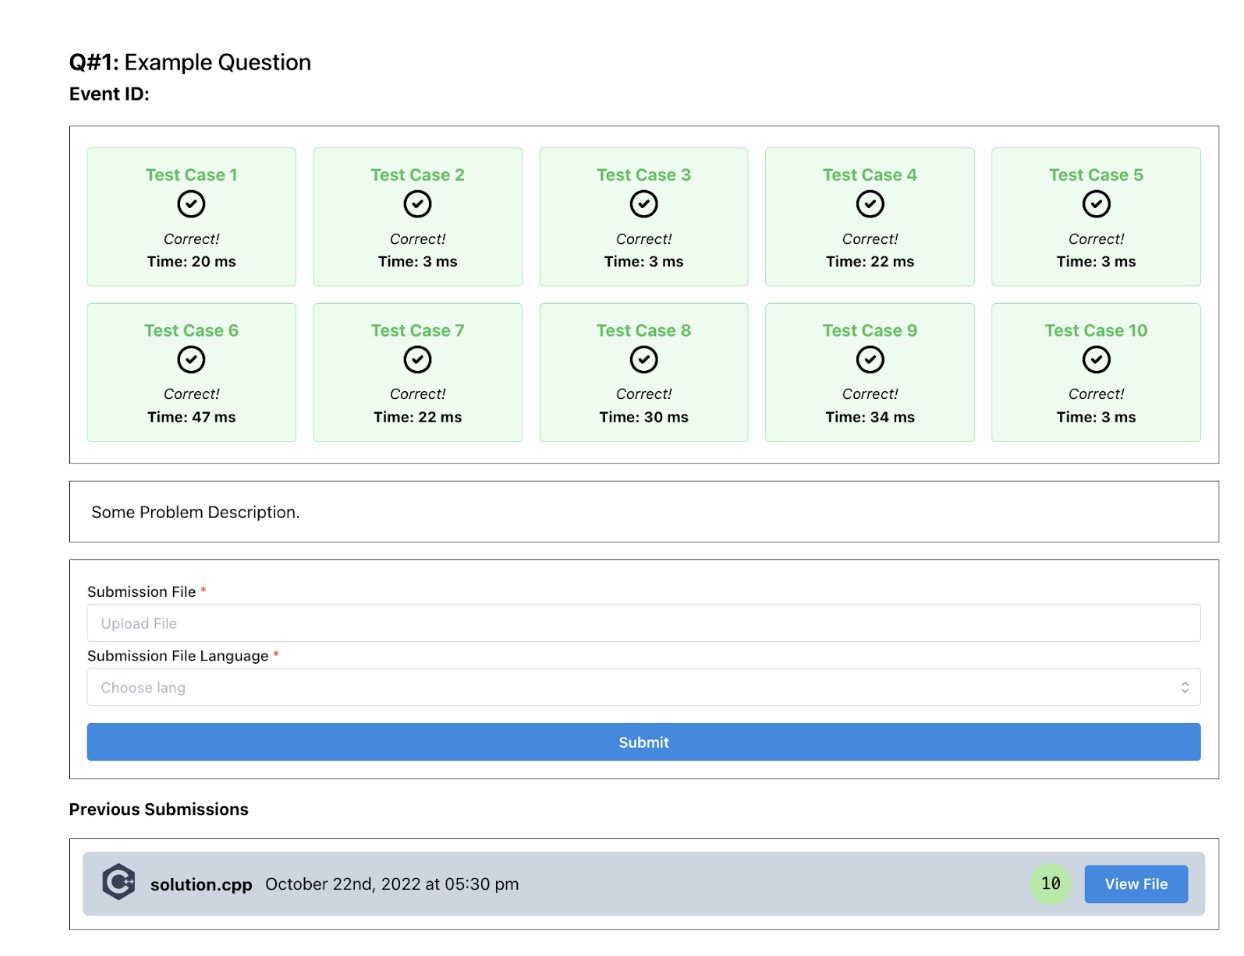 Q#1: Example Question
Event ID:
Test Case 1
Correct!
Time: 20 ms
Test Case 2
Correct!
Time: 3 ms
Test Case 3
Correct!
Time: 3 ms
Test Case 4
Correct!
Time: 22 ms
Test Case 5
Correct!
Time: 3 ms
Test Case 6
Correct!
Time: 47 ms
Test Case 7
Correct!
Time: 22 ms
Test Case 8
Correct!
Time: 30 ms
Test Case 9
Correct!
Time: 34 ms
Test Case 10
Correct!
Time: 3 ms
Some Problem Description.
Submission File *
Upload File
Submission File Language *
Choose lang
Submit
Previous Submissions
C++ solution.cpp October 22nd, 2022 at 05:30 pm 10 View File